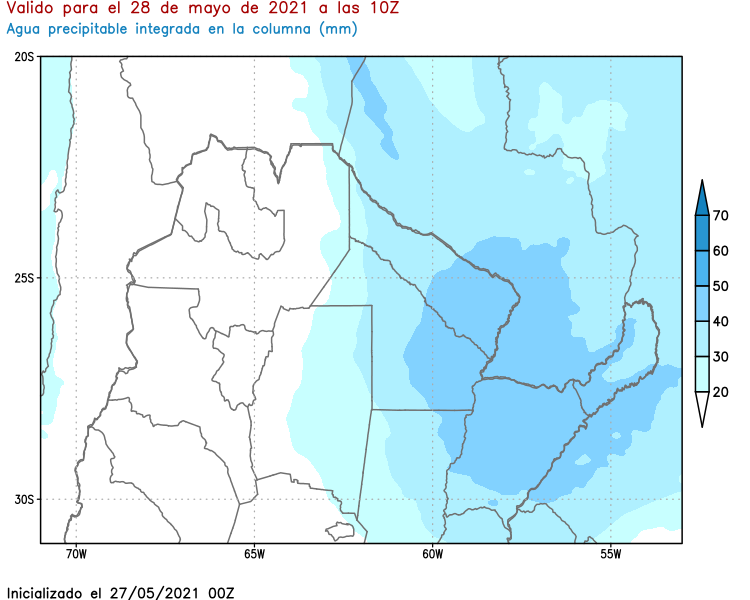 Valido para el 28 de mayo de 2021 a las 10Z
Agua precipitable integrada en la columna (mm)
20S
25S
30S
70W
65W
60W
55W
70
60
50
40
30
20
Inicializado el 27/05/2021 00Z